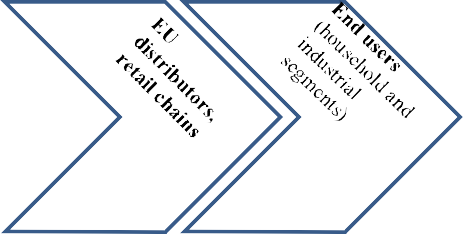 EU
distributors,
retail chains
End users
(household and
industrial
segments)